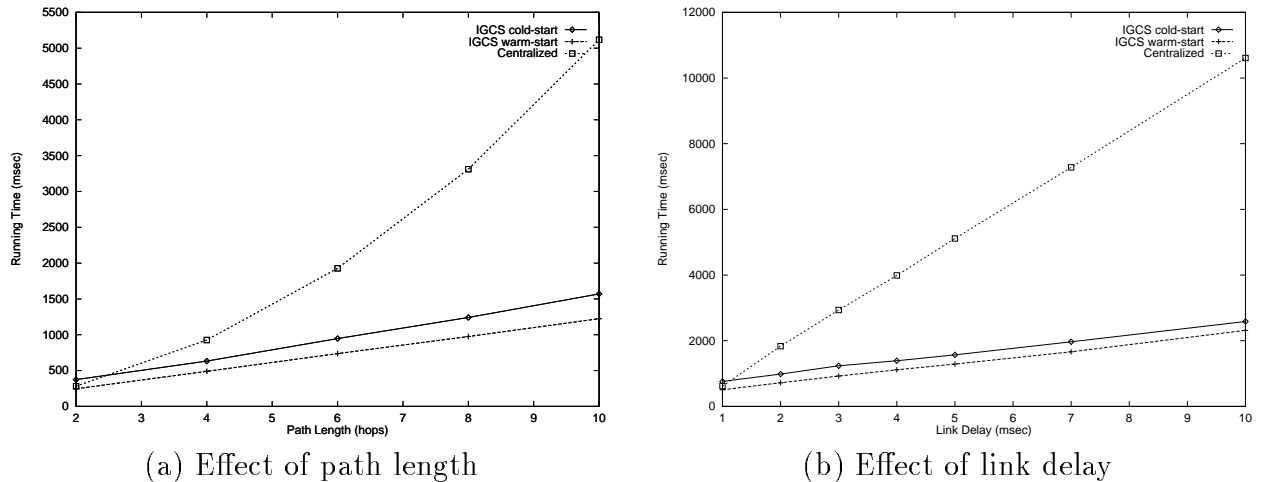 5500
5000
4500
4000
3500
3000
2500
2000
1500
1000
500
0
2 3 4 5 6 7 8 9 10
Running Time (msec)
Path Length (hops)
IGCS cold-start
IGCS warm-start
Centralized
(a) Effect of path length
12000
10000
8000
6000
4000
2000
0
1 2 3 4 5 6 7 8 9 10
Running Time (msec)
Link Delay (msec)
IGCS cold-start
IGCS warm-start
Centralized
(b) Effect of link delay